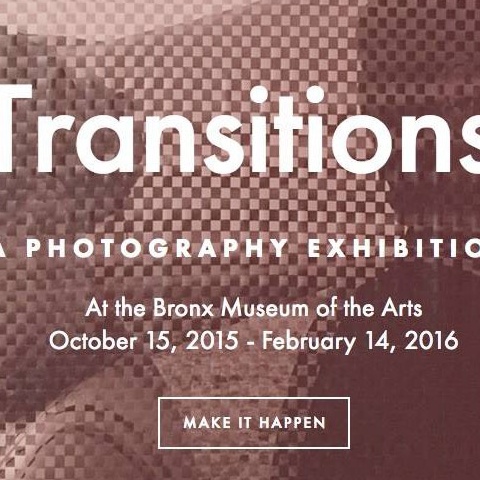 Transitions
A PHOTOGRAPHY EXHIBITIO
At the Bronx Museum of the Arts
October 15, 2015 - February 14, 2016
MAKE IT HAPPEN